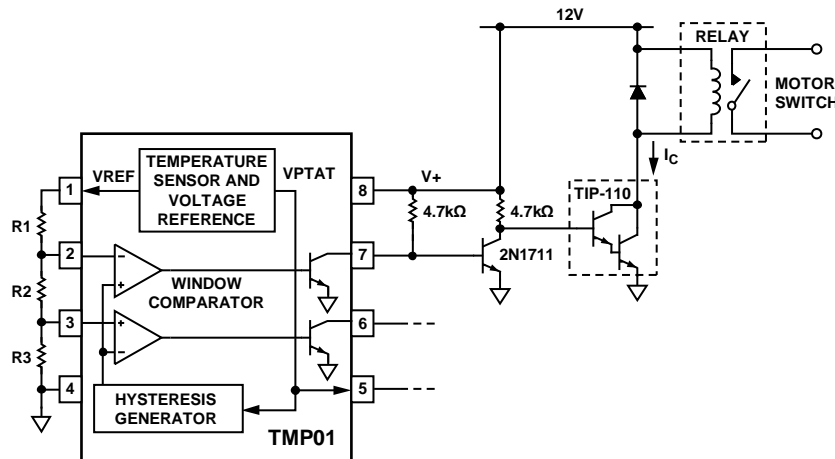 12V
RELAY
MOTOR
SWITCH
I_C
TIP-110
V+
4.7kΩ
4.7kΩ
2N1711
TEMPERATURE
SENSOR AND
VOLTAGE
REFERENCE
VREF
VPTAT
1
8
R1
2
7
WINDOW
COMPARATOR
R2
3
6
R3
4
5
HYSTERESIS
GENERATOR
TMP01
−
+
+
−